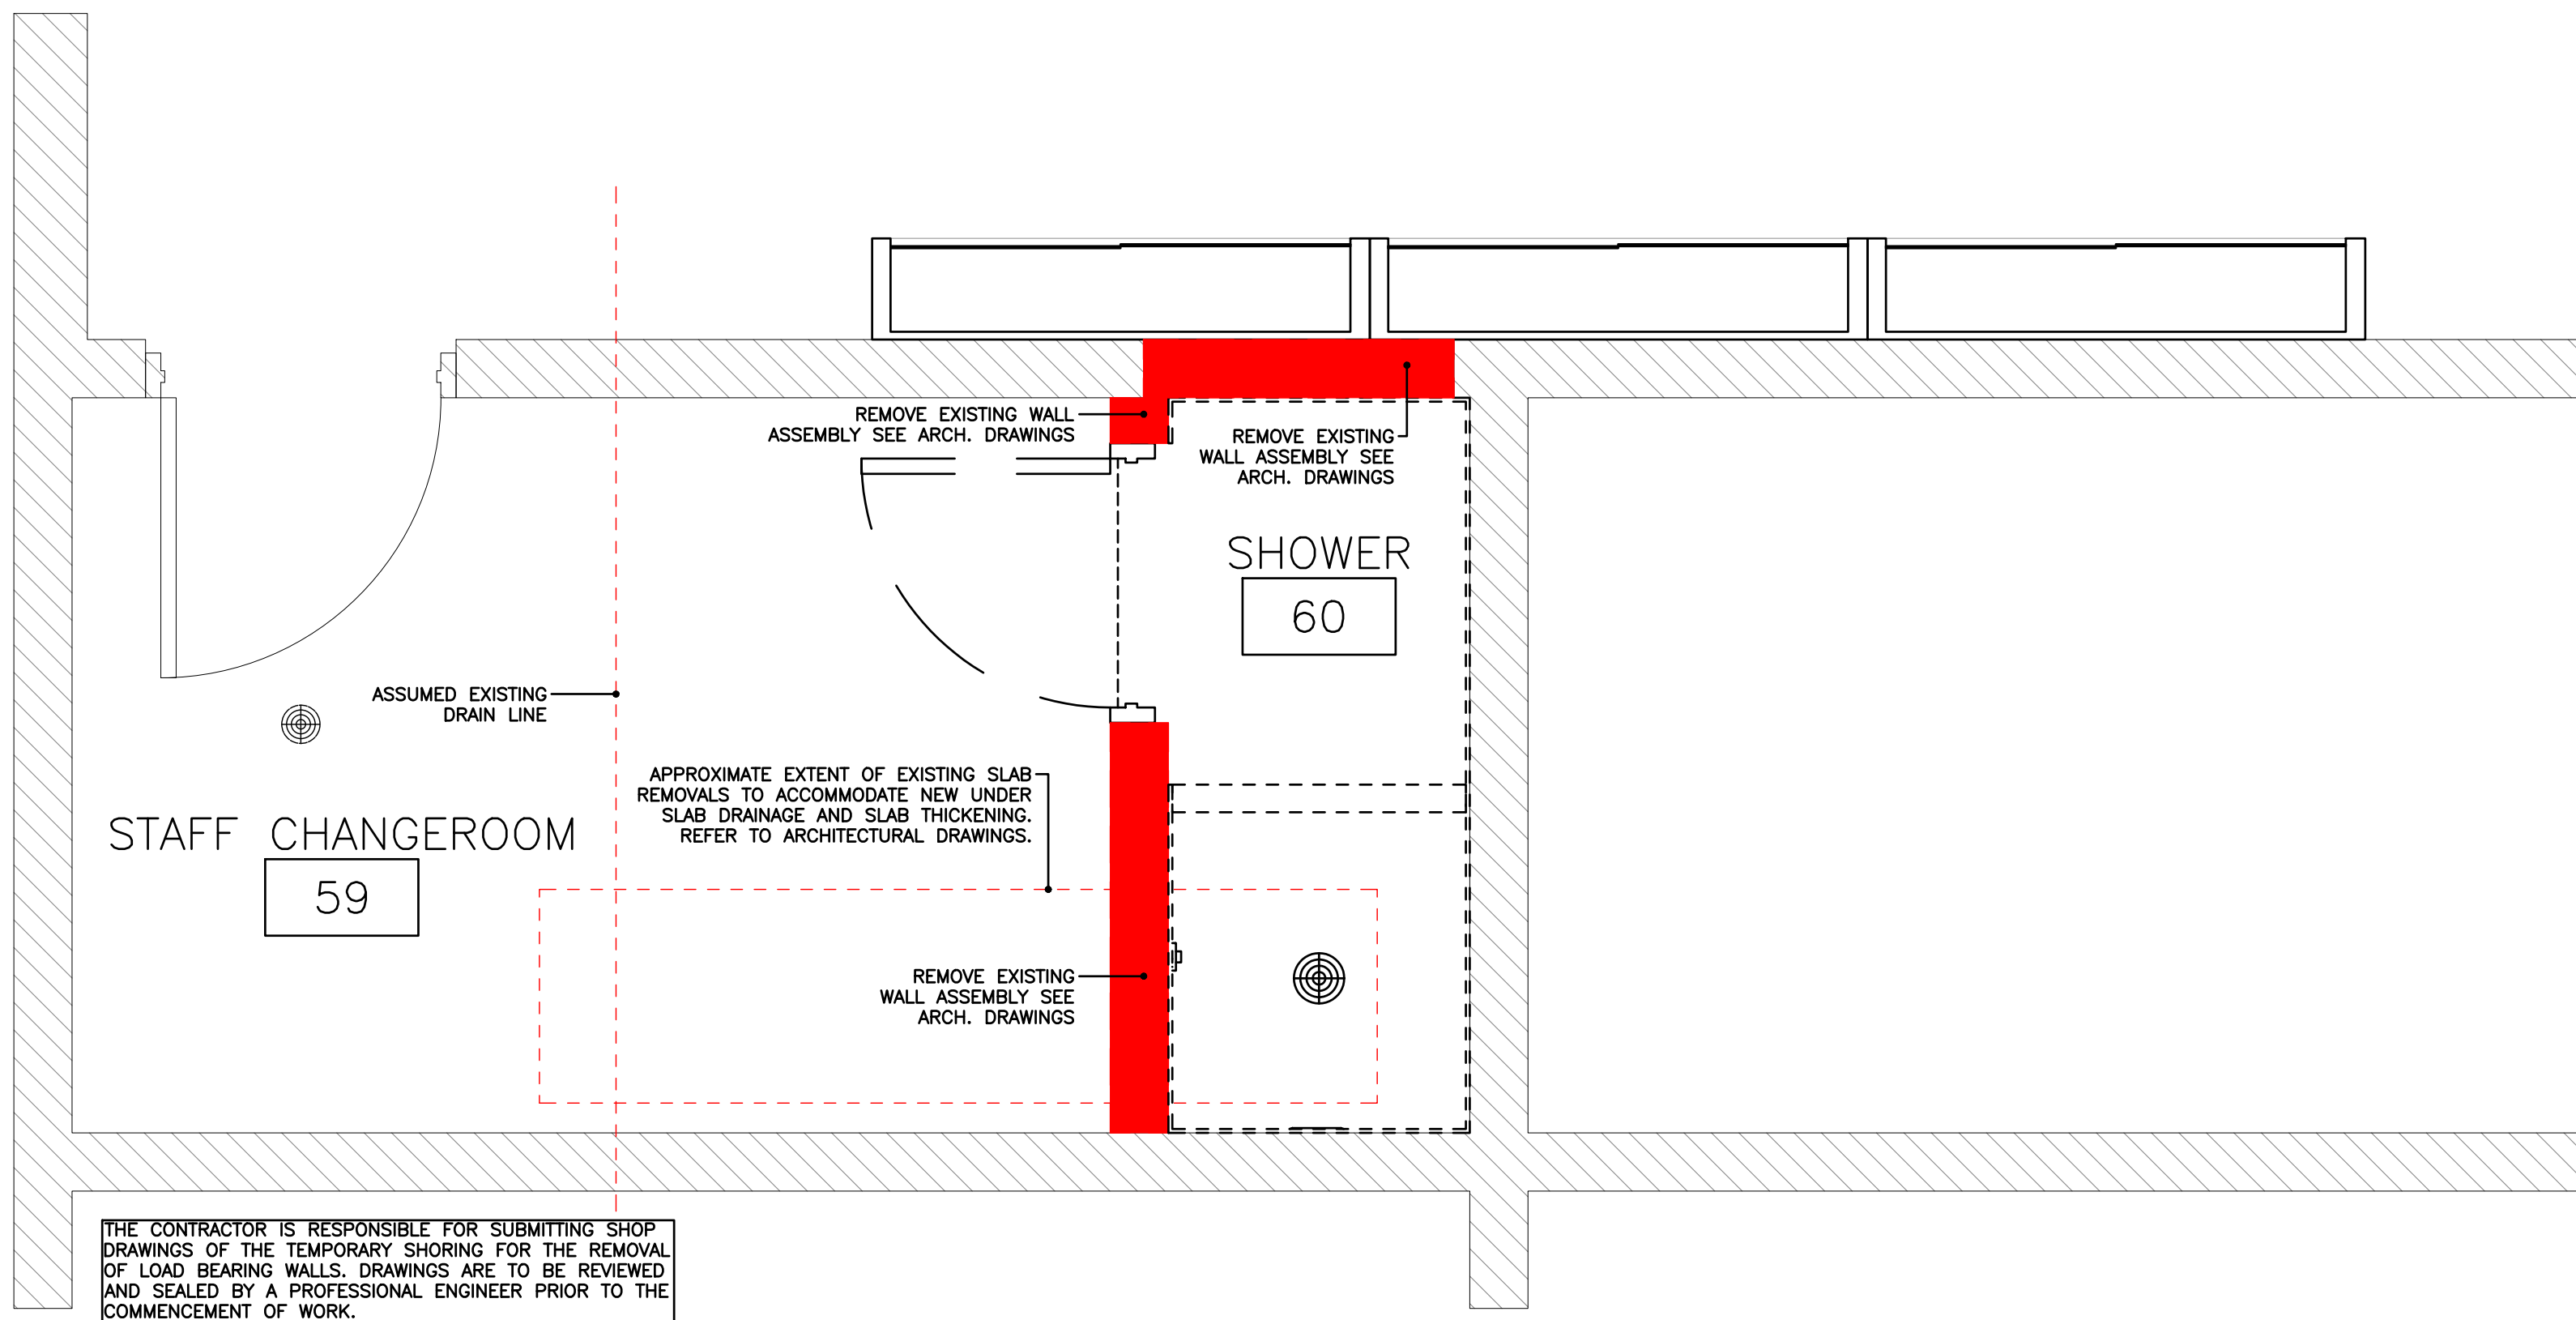 REMOVE EXISTING WALL
ASSEMBLY SEE ARCH. DRAWINGS
REMOVE EXISTING
WALL ASSEMBLY SEE
ARCH. DRAWINGS
SHOWER
60
ASSUMED EXISTING
DRAIN LINE
APPROXIMATE EXTENT OF EXISTING SLAB
REMOVALS TO ACCOMMODATE NEW UNDER
SLAB DRAINAGE AND SLAB THICKENING.
REFER TO ARCHITECTURAL DRAWINGS.
STAFF CHANGEROOM
59
REMOVE EXISTING
WALL ASSEMBLY SEE
ARCH. DRAWINGS
THE CONTRACTOR IS RESPONSIBLE FOR SUBMITTING SHOP
DRAWINGS OF THE TEMPORARY SHORING FOR THE REMOVAL
OF LOAD BEARING WALLS. DRAWINGS ARE TO BE REVIEWED
AND SEALED BY A PROFESSIONAL ENGINEER PRIOR TO THE
COMMENCEMENT OF WORK.